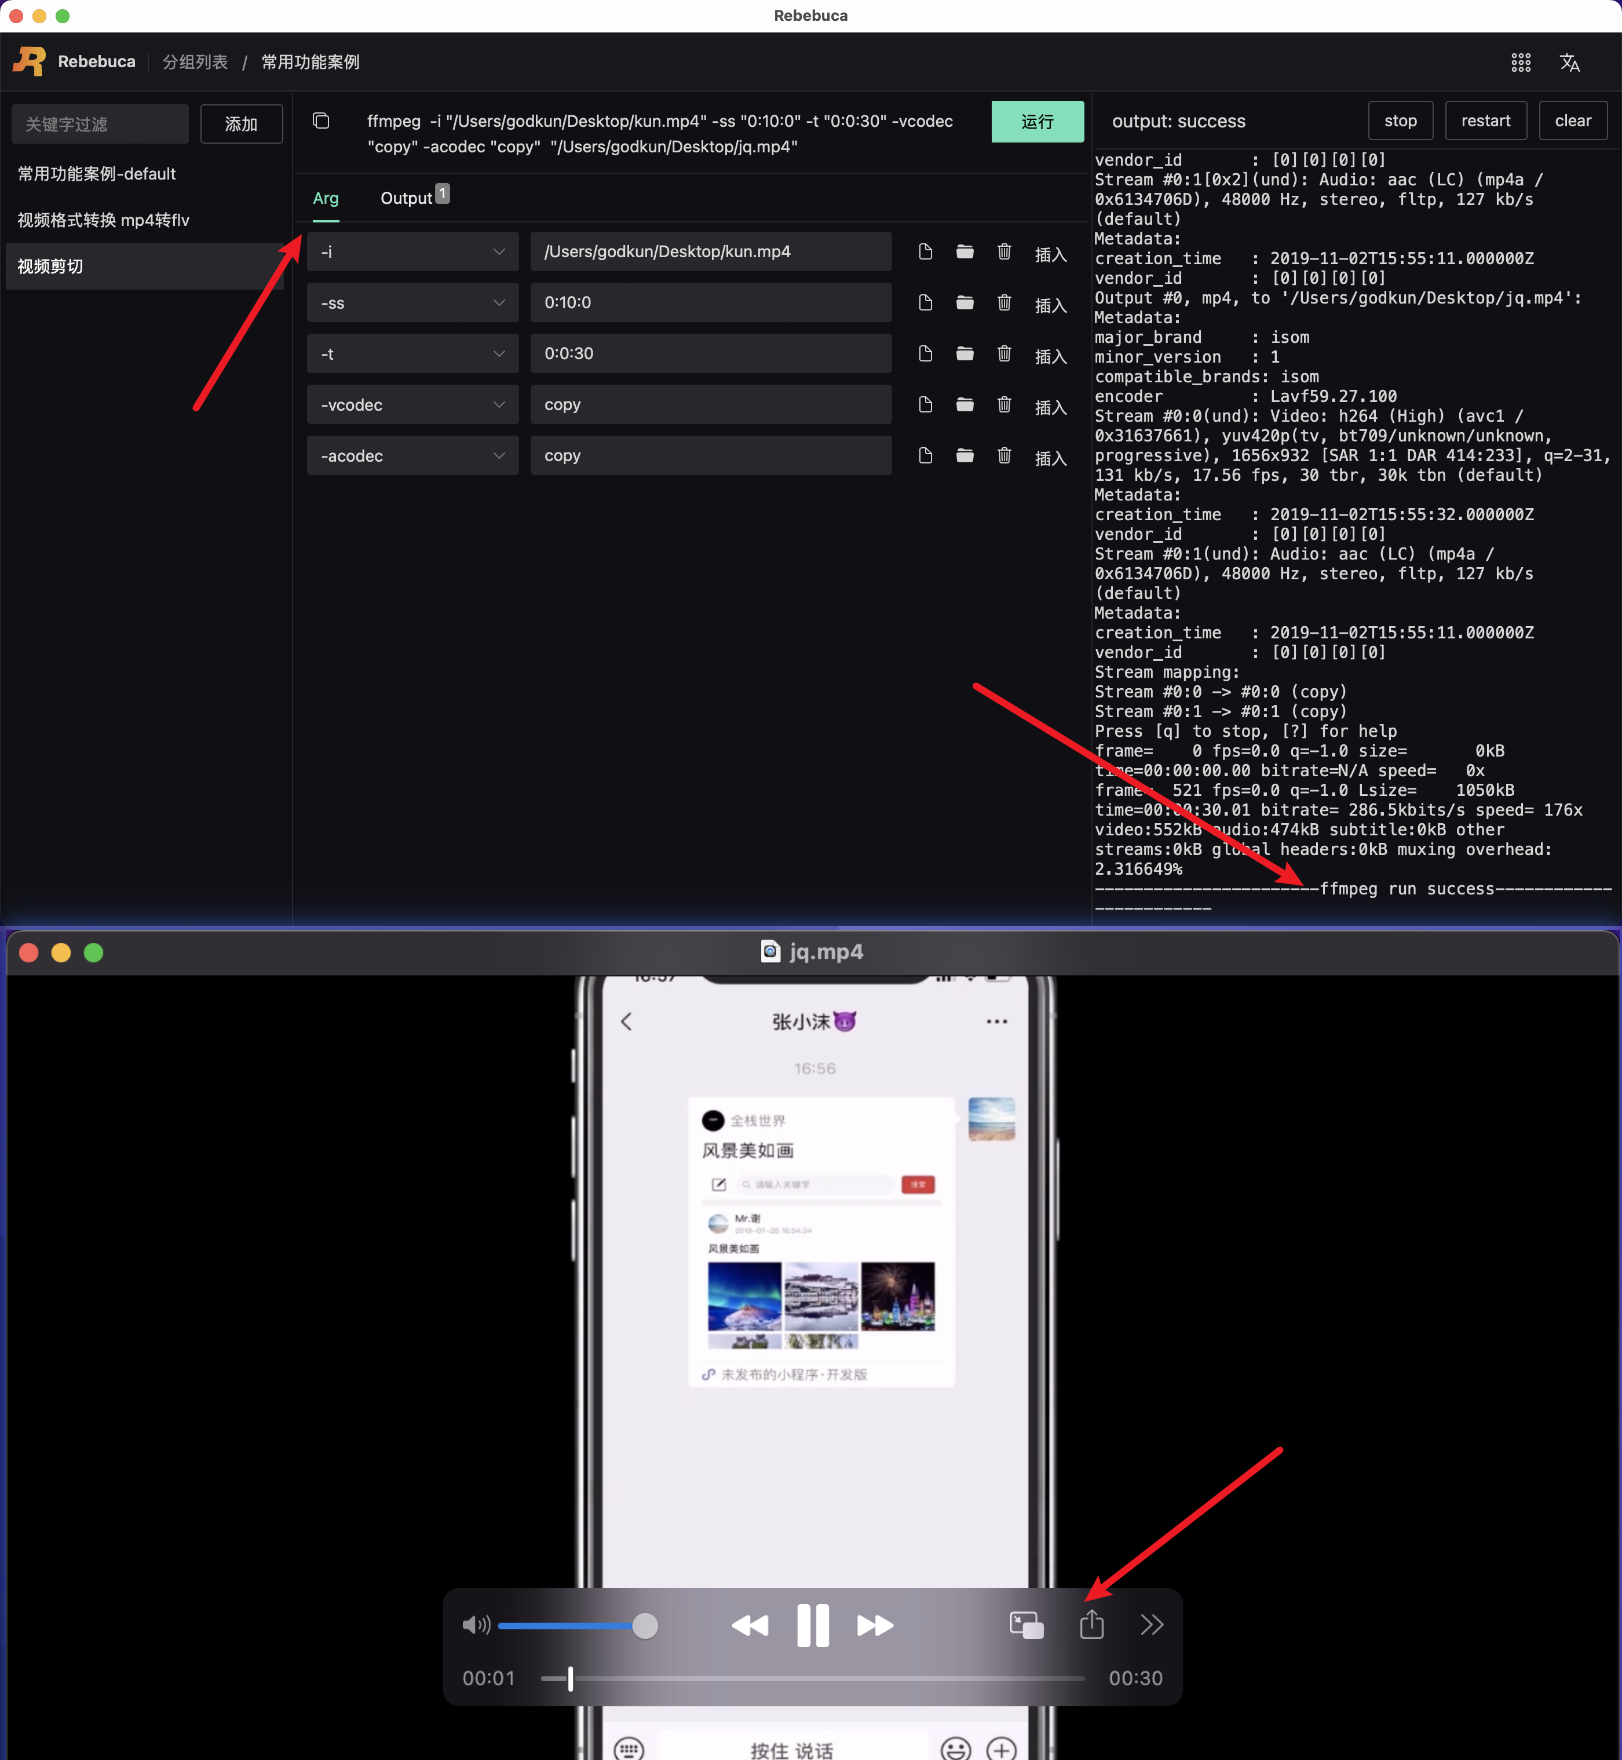 Rebebuca
Rebebuca 分组列表 / 常用功能案例
关键字过滤 添加
常用功能案例-default
视频格式转换 mp4转flv
视频剪切
ffmpeg -i "/Users/godkun/Desktop/kun.mp4" -ss "0:10:0" -t "0:0:30" -vcodec
"copy" -acodec "copy" "/Users/godkun/Desktop/jq.mp4"
运行
Arg Output 1
-i /Users/godkun/Desktop/kun.mp4 插入
-ss 0:10:0 插入
-t 0:0:30 插入
-vcodec copy 插入
-acodec copy 插入
output: success stop restart clear
vendor_id : [0][0][0][0]
Stream #0:1[0x2](und): Audio: aac (LC) (mp4a /
0x6134706D), 48000 Hz, stereo, fltp, 127 kb/s
(default)
Metadata:
creation_time : 2019-11-02T15:55:11.000000Z
vendor_id : [0][0][0][0]
Output #0, mp4, to '/Users/godkun/Desktop/jq.mp4':
Metadata:
major_brand : isom
minor_version : 1
compatible_brands: isom
encoder : Lavf59.27.100
Stream #0:0(und): Video: h264 (High) (avc1 /
0x31637661), yuv420p(tv, bt709/unknown/unknown,
progressive), 1656x932 [SAR 1:1 DAR 414:233], q=2-31,
131 kb/s, 17.56 fps, 30 tbr, 30k tbn (default)
Metadata:
creation_time : 2019-11-02T15:55:32.000000Z
vendor_id : [0][0][0][0]
Stream #0:1(und): Audio: aac (LC) (mp4a /
0x6134706D), 48000 Hz, stereo, fltp, 127 kb/s
(default)
Metadata:
creation_time : 2019-11-02T15:55:11.000000Z
vendor_id : [0][0][0][0]
Stream mapping:
Stream #0:0 -> #0:0 (copy)
Stream #0:1 -> #0:1 (copy)
Press [q] to stop, [?] for help
frame= 0 fps=0.0 q=-1.0 size= 0kB
time=00:00:00.00 bitrate=N/A speed= 0x
frame= 521 fps=0.0 q=-1.0 Lsize= 1050kB
time=00:00:30.01 bitrate= 286.5kbits/s speed= 176x
video:552kB audio:474kB subtitle:0kB other
streams:0kB global headers:0kB muxing overhead:
2.316649%
-----------------------ffmpeg run success------------
------------
jq.mp4
16:57
张小沫😈
16:56
全栈世界
风景美如画
请输入关键字 搜索
Mr.谢
2019-07-28 16:54:34
风景美如画
未发布的小程序·开发版
00:01 00:30
按住 说话